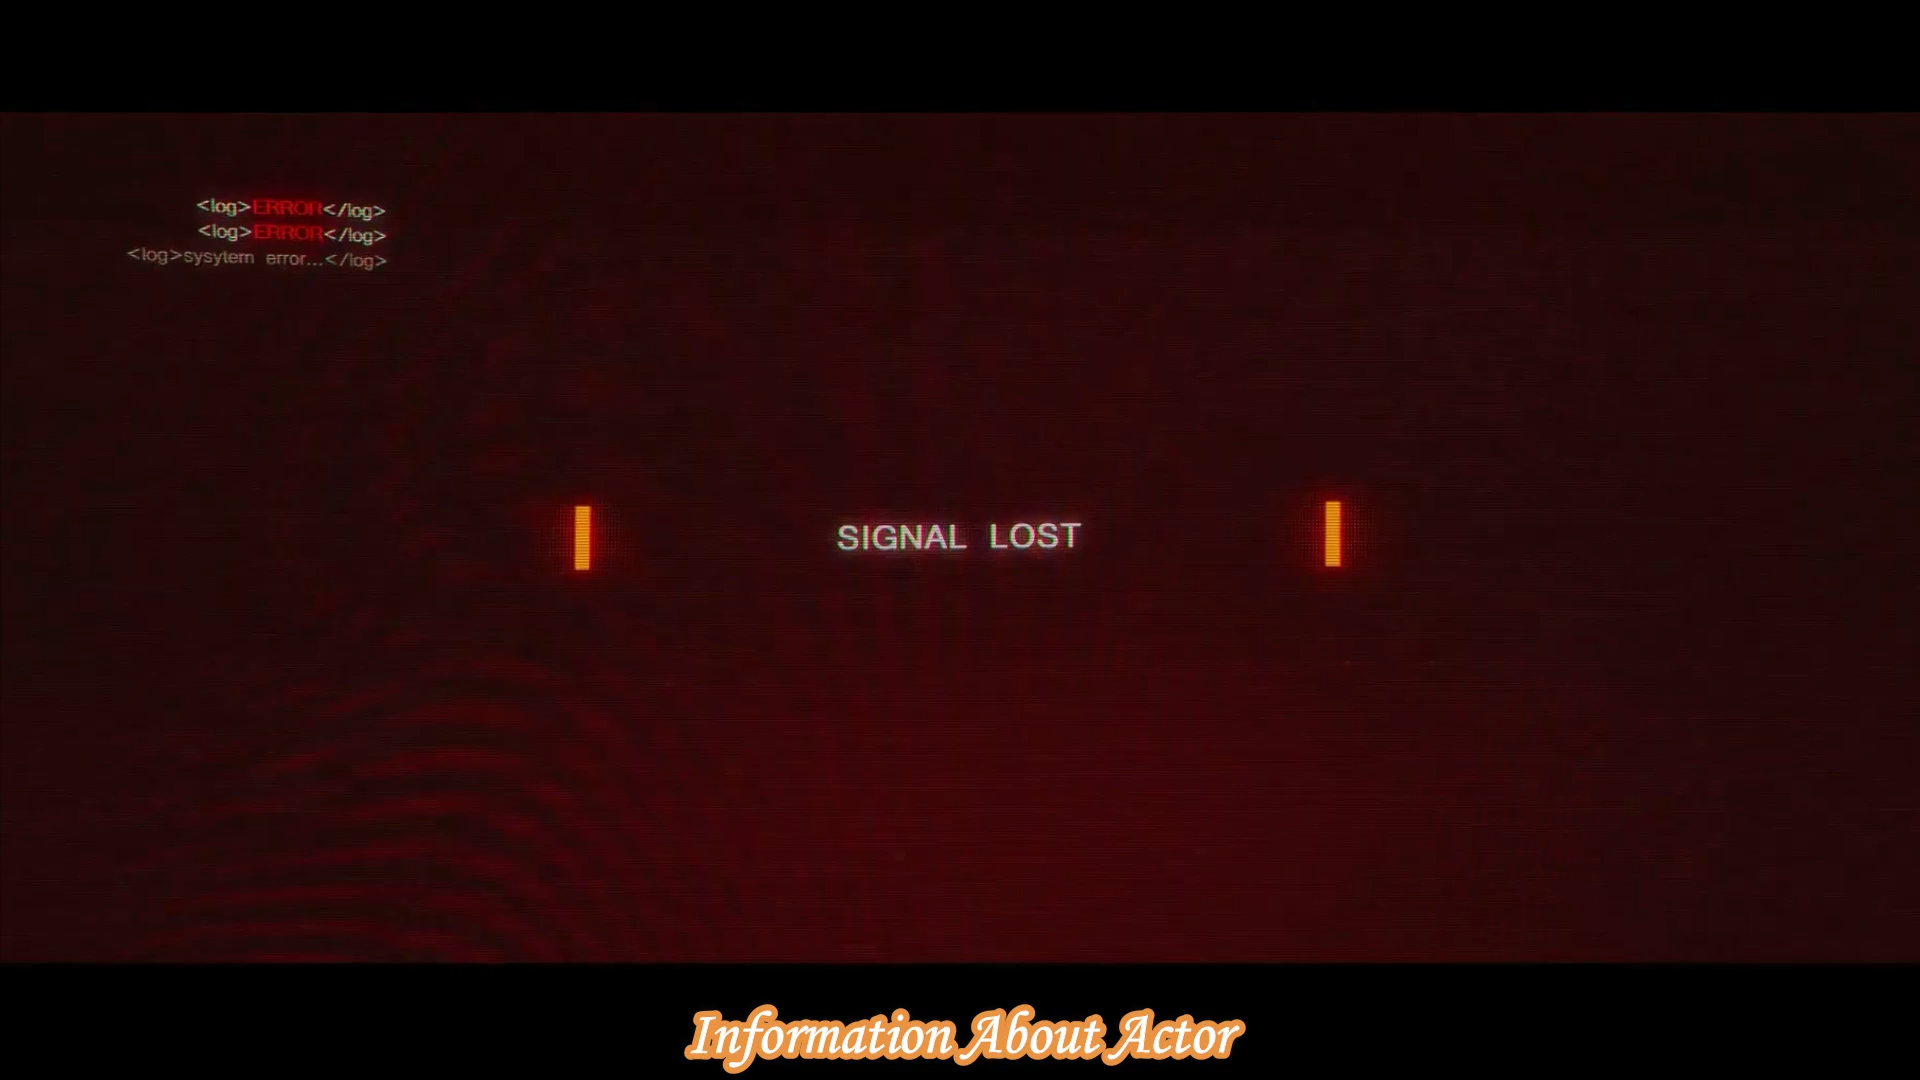 <log>ERROR</log>
<log>ERROR</log>
<log>sysytem error...</log>
SIGNAL LOST
Information About Actor